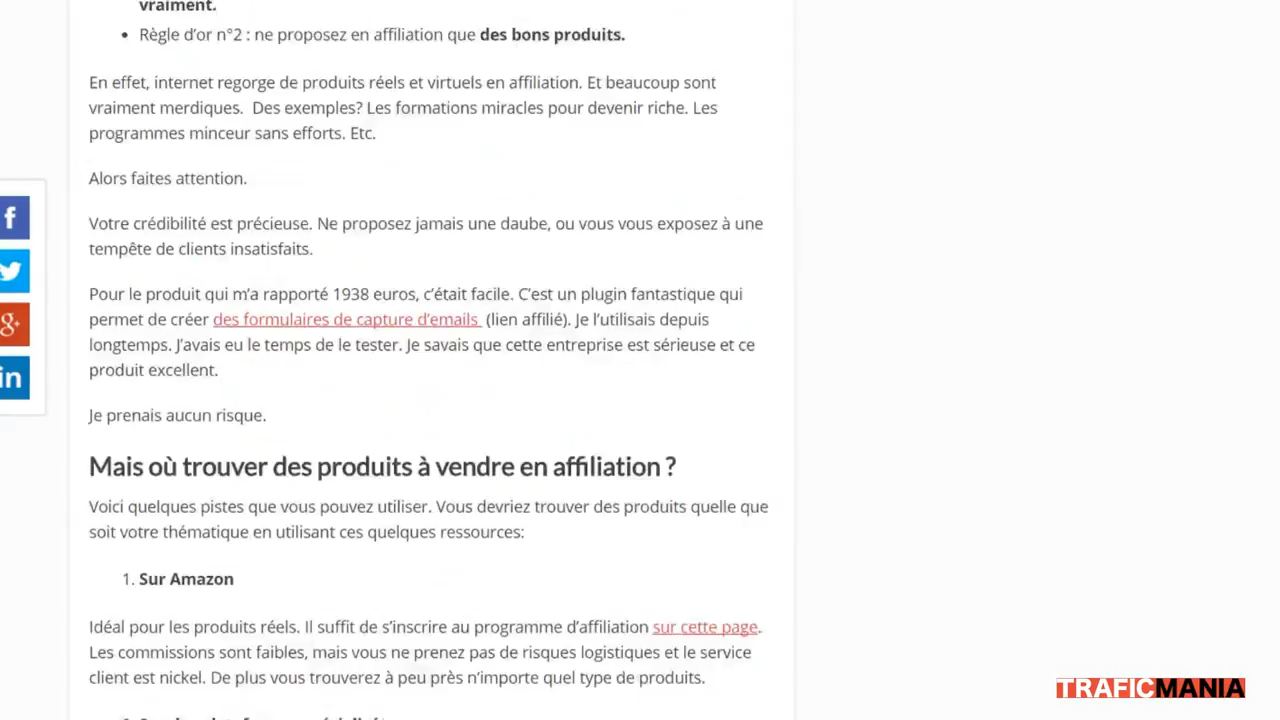 vraiment.
• Règle d’or n°2 : ne proposez en affiliation que des bons produits.
En effet, internet regorge de produits réels et virtuels en affiliation. Et beaucoup sont
vraiment merdiques. Des exemples? Les formations miracles pour devenir riche. Les
programmes minceur sans efforts. Etc.
Alors faites attention.
Votre crédibilité est précieuse. Ne proposez jamais une daube, ou vous vous exposez à une
tempête de clients insatisfaits.
Pour le produit qui m’a rapporté 1938 euros, c’était facile. C’est un plugin fantastique qui
permet de créer des formulaires de capture d’emails (lien affilié). Je l’utilisais depuis
longtemps. J’avais eu le temps de le tester. Je savais que cette entreprise est sérieuse et ce
produit excellent.
Je prenais aucun risque.
Mais où trouver des produits à vendre en affiliation ?
Voici quelques pistes que vous pouvez utiliser. Vous devriez trouver des produits quelle que
soit votre thématique en utilisant ces quelques ressources:
1. Sur Amazon
Idéal pour les produits réels. Il suffit de s’inscrire au programme d’affiliation sur cette page.
Les commissions sont faibles, mais vous ne prenez pas de risques logistiques et le service
client est nickel. De plus vous trouverez à peu près n’importe quel type de produits.
f
g+
in
TRAFICMANIA